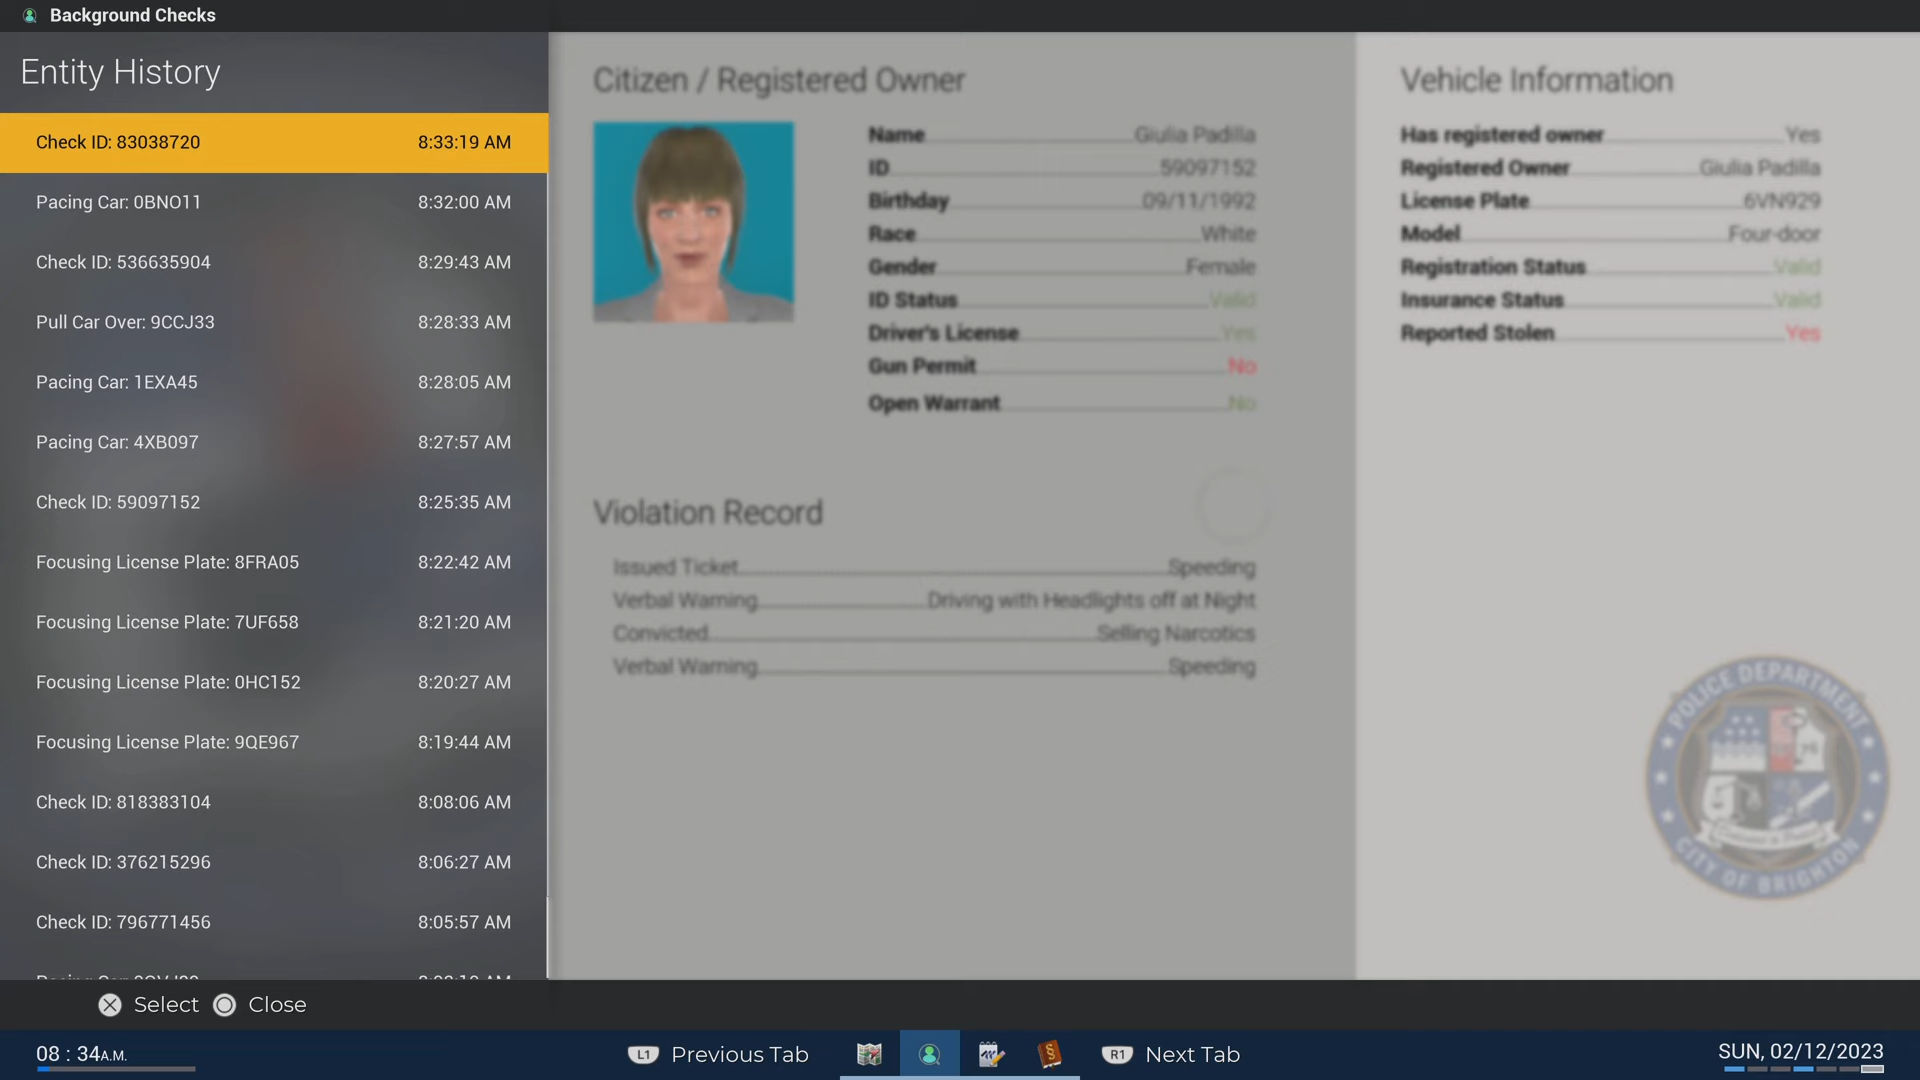 Background Checks
Entity History
Check ID: 83038720 8:33:19 AM
Pacing Car: 0BNO11 8:32:00 AM
Check ID: 536635904 8:29:43 AM
Pull Car Over: 9CCJ33 8:28:33 AM
Pacing Car: 1EXA45 8:28:05 AM
Pacing Car: 4XB097 8:27:57 AM
Check ID: 59097152 8:25:35 AM
Focusing License Plate: 8FRA05 8:22:42 AM
Focusing License Plate: 7UF658 8:21:20 AM
Focusing License Plate: 0HC152 8:20:27 AM
Focusing License Plate: 9QE967 8:19:44 AM
Check ID: 818383104 8:08:06 AM
Check ID: 376215296 8:06:27 AM
Check ID: 796771456 8:05:57 AM
Citizen / Registered Owner
Name Giulia Padilla
ID 59097152
Birthday 09/11/1992
Race White
Gender Female
ID Status Valid
Driver's License Yes
Gun Permit No
Open Warrant No
Violation Record
Issued Ticket Speeding
Verbal Warning Driving with Headlights off at Night
Convicted Selling Narcotics
Verbal Warning Speeding
Vehicle Information
Has registered owner Yes
Registered Owner Giulia Padilla
License Plate 6VN929
Model Four-door
Registration Status Valid
Insurance Status Valid
Reported Stolen Yes
POLICE DEPARTMENT
CITY OF BRIGHTON
Select Close
08 : 34 A.M.
L1 Previous Tab
R1 Next Tab
SUN, 02/12/2023